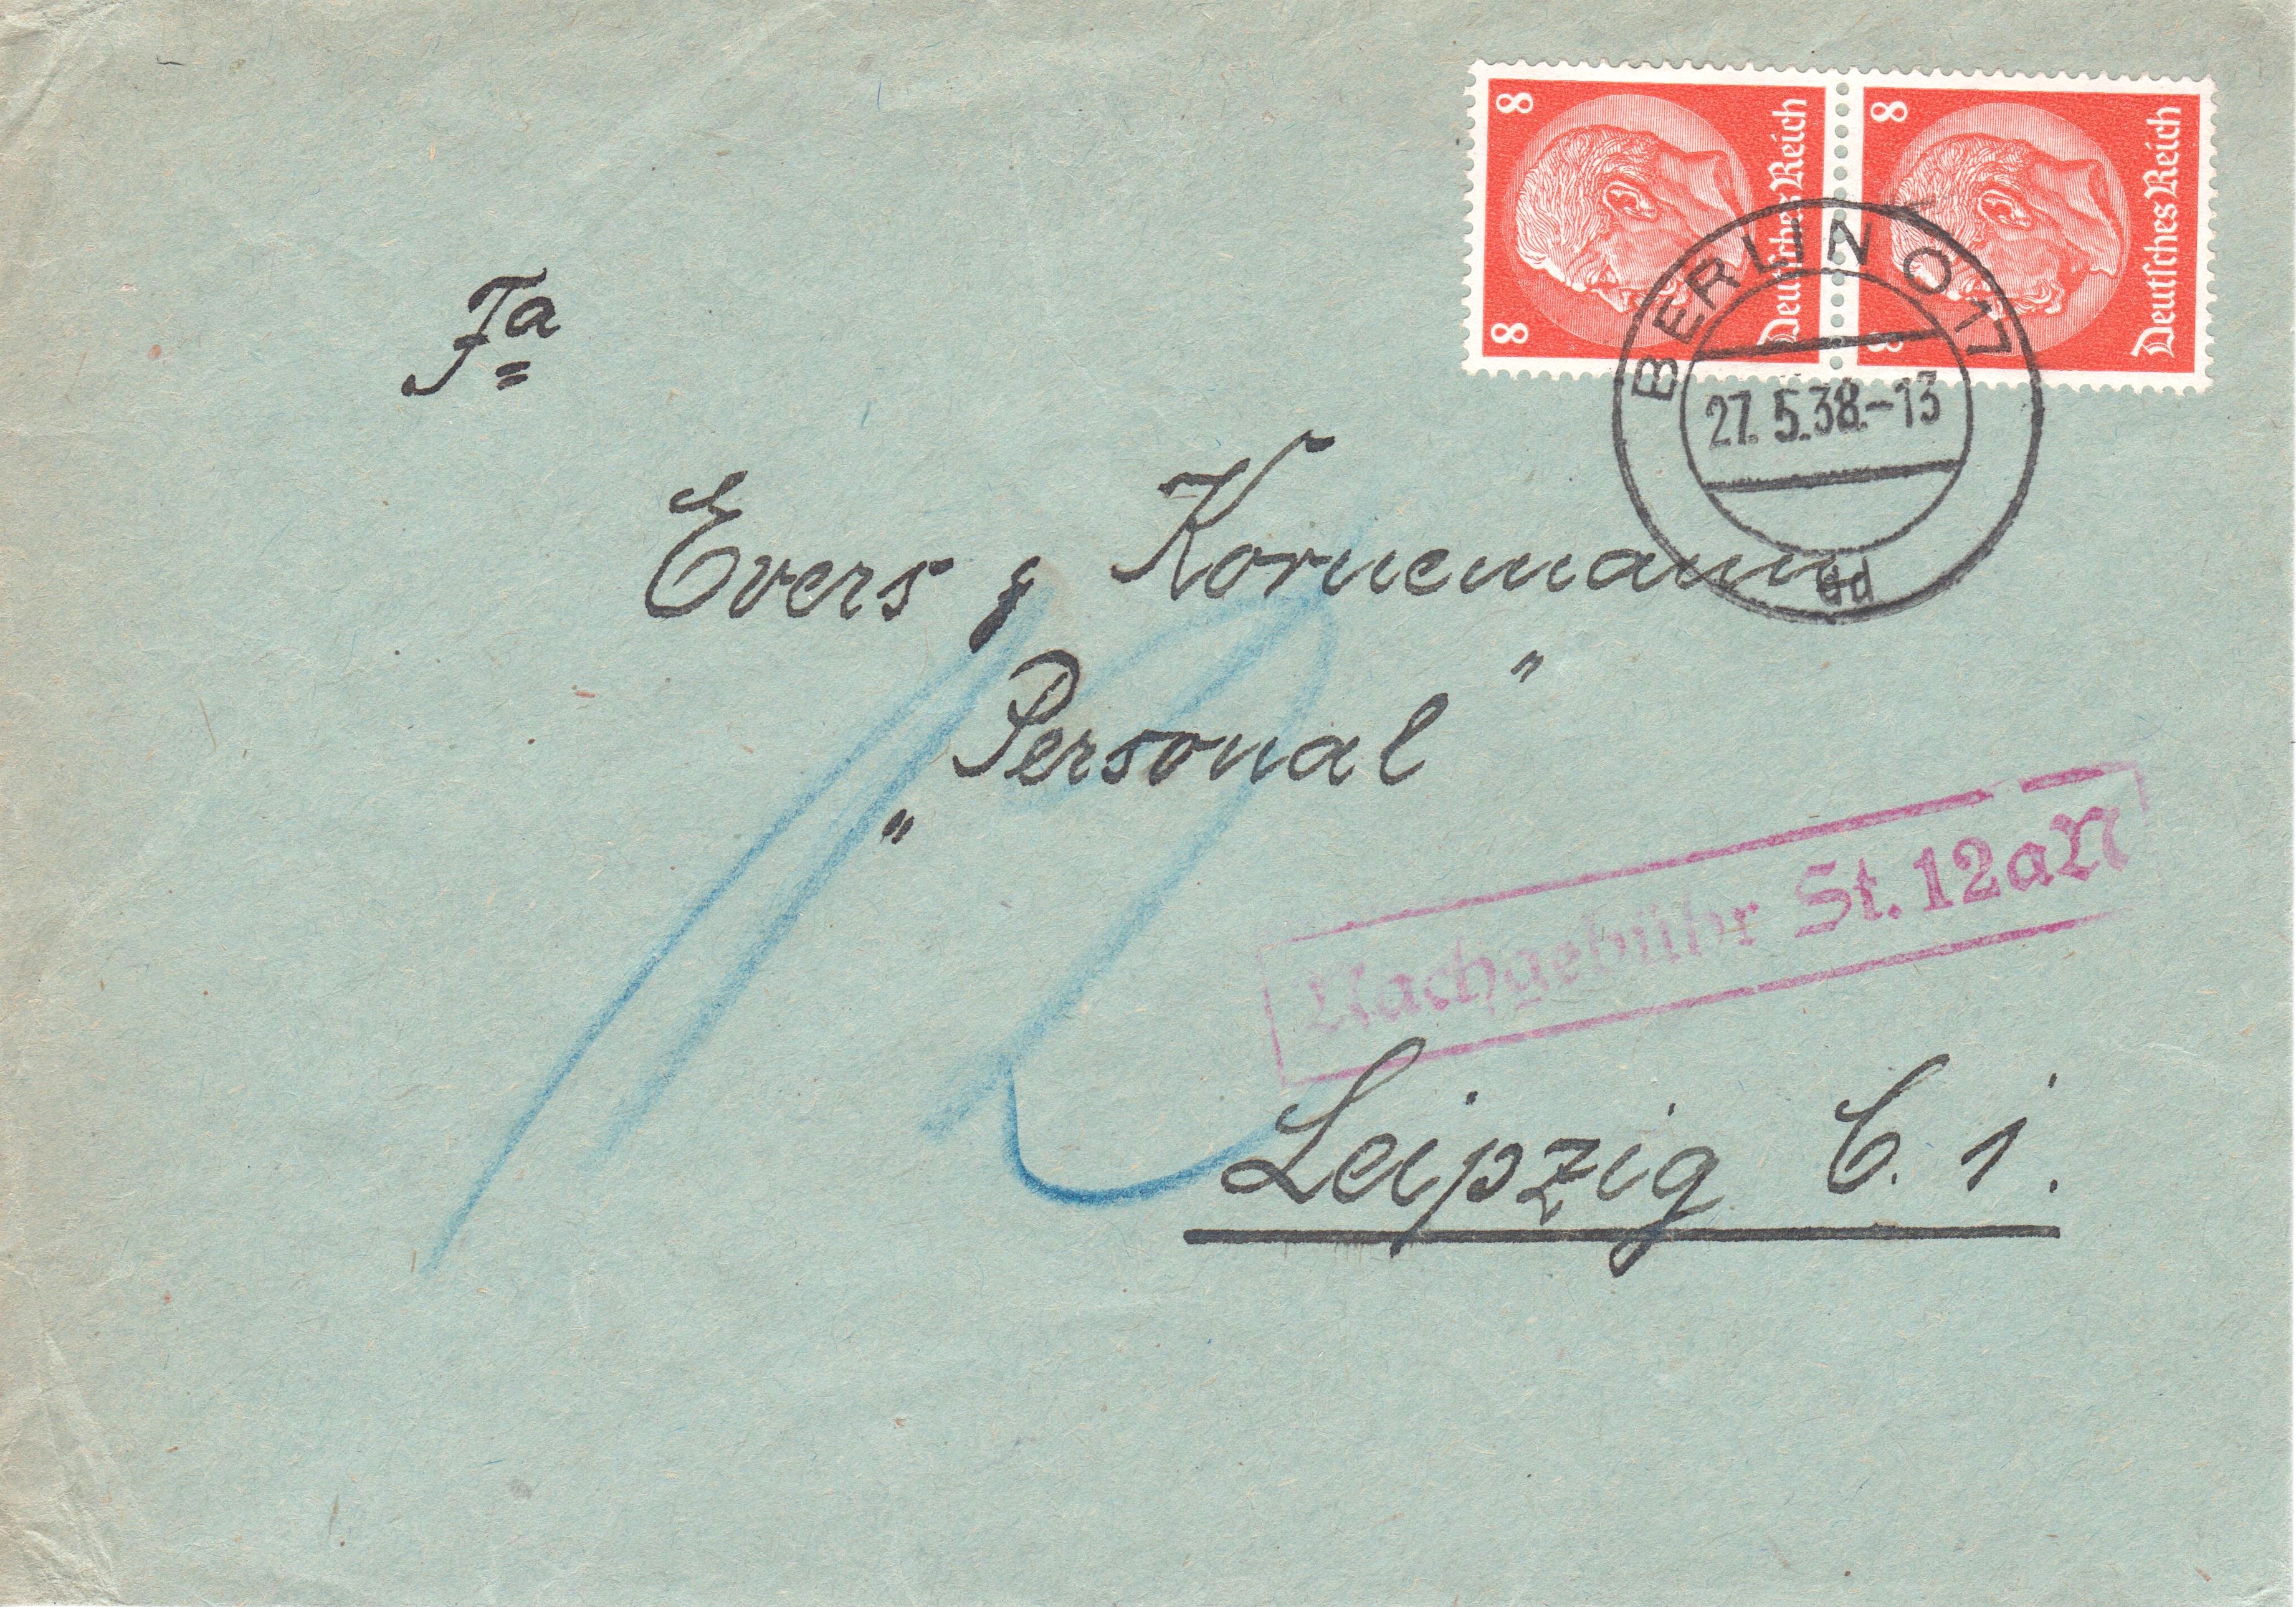 8 8 Deutsches Reich
8 8 Deutsches Reich
BERLIN O 17
27.5.38.-13
dd
Fa
Evers & Kornemann
„Personal"
12
Nachgebühr St. 12aN
Leipzig C. 1.